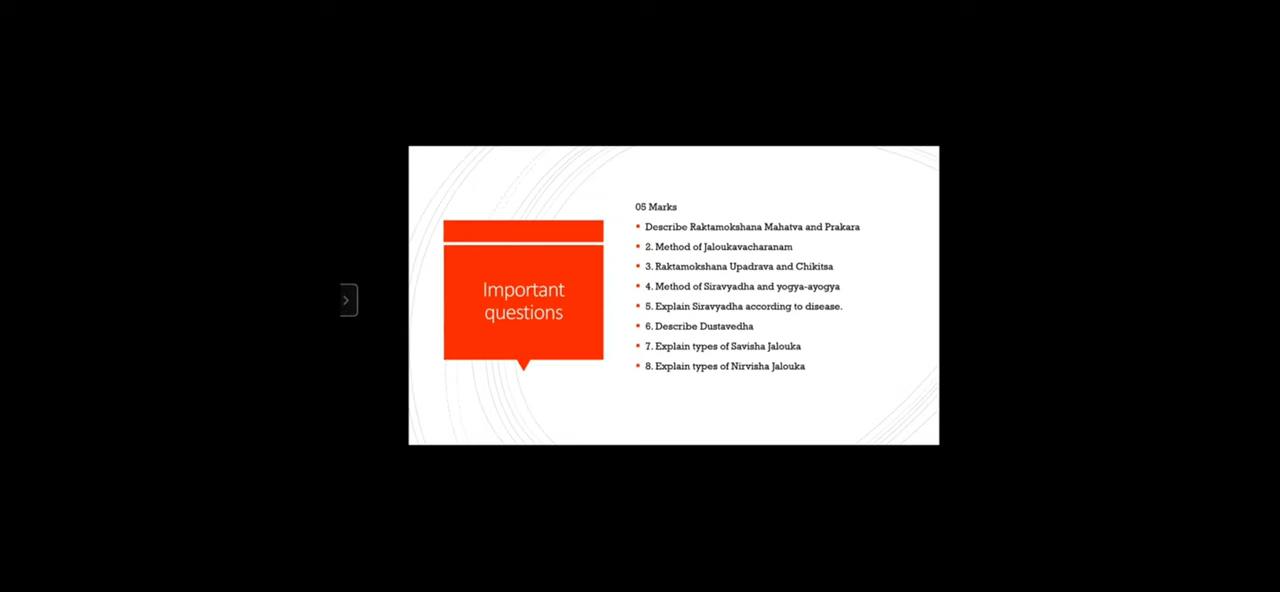 Important
questions
05 Marks
Describe Raktamokshana Mahatva and Prakara
2. Method of Jaloukavacharanam
3. Raktamokshana Upadrava and Chikitsa
4. Method of Siravyadha and yogya-ayogya
5. Explain Siravyadha according to disease.
6. Describe Dustavedha
7. Explain types of Savisha Jalouka
8. Explain types of Nirvisha Jalouka